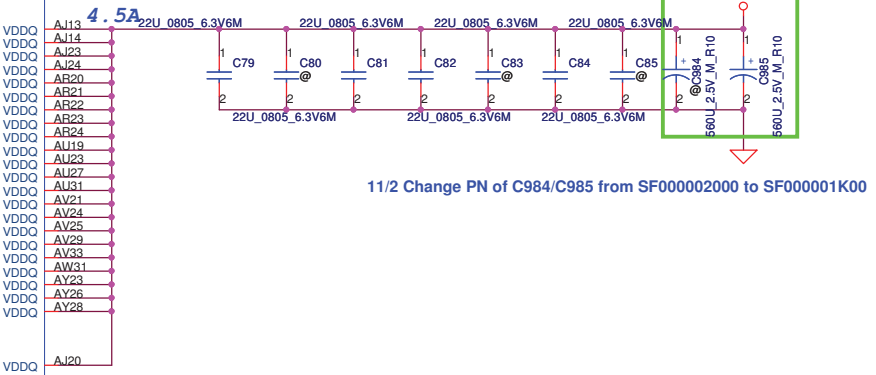 4.5A
VDDQ AJ13
VDDQ AJ14
VDDQ AJ23
VDDQ AJ24
VDDQ AR20
VDDQ AR21
VDDQ AR22
VDDQ AR23
VDDQ AR24
VDDQ AU19
VDDQ AU23
VDDQ AU27
VDDQ AU31
VDDQ AV21
VDDQ AV24
VDDQ AV25
VDDQ AV29
VDDQ AV33
VDDQ AW31
VDDQ AY23
VDDQ AY26
VDDQ AY28
VDDQ AJ20
22U_0805_6.3V6M 22U_0805_6.3V6M 22U_0805_6.3V6M 22U_0805_6.3V6M
1 1 1 1 1 1 1 1 1
C79 C80 C81 C82 C83 C84 C85
@ @ @
+ +
2 2 2 2 2 2 2 2 2
22U_0805_6.3V6M 22U_0805_6.3V6M 22U_0805_6.3V6M
@C984
560U_2.5V_M_R10
C985
560U_2.5V_M_R10
11/2 Change PN of C984/C985 from SF000002000 to SF000001K00